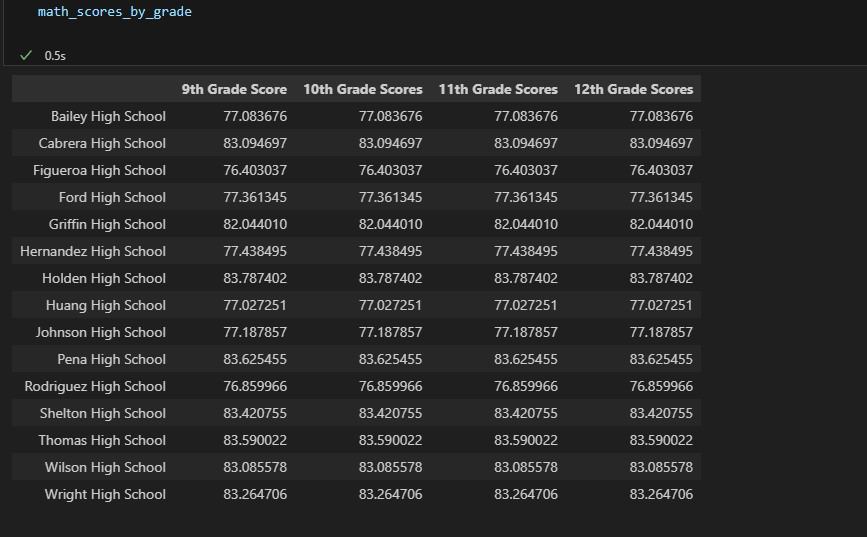 math_scores_by_grade
0.5s
9th Grade Score 10th Grade Scores 11th Grade Scores 12th Grade Scores
Bailey High School 77.083676 77.083676 77.083676 77.083676
Cabrera High School 83.094697 83.094697 83.094697 83.094697
Figueroa High School 76.403037 76.403037 76.403037 76.403037
Ford High School 77.361345 77.361345 77.361345 77.361345
Griffin High School 82.044010 82.044010 82.044010 82.044010
Hernandez High School 77.438495 77.438495 77.438495 77.438495
Holden High School 83.787402 83.787402 83.787402 83.787402
Huang High School 77.027251 77.027251 77.027251 77.027251
Johnson High School 77.187857 77.187857 77.187857 77.187857
Pena High School 83.625455 83.625455 83.625455 83.625455
Rodriguez High School 76.859966 76.859966 76.859966 76.859966
Shelton High School 83.420755 83.420755 83.420755 83.420755
Thomas High School 83.590022 83.590022 83.590022 83.590022
Wilson High School 83.085578 83.085578 83.085578 83.085578
Wright High School 83.264706 83.264706 83.264706 83.264706